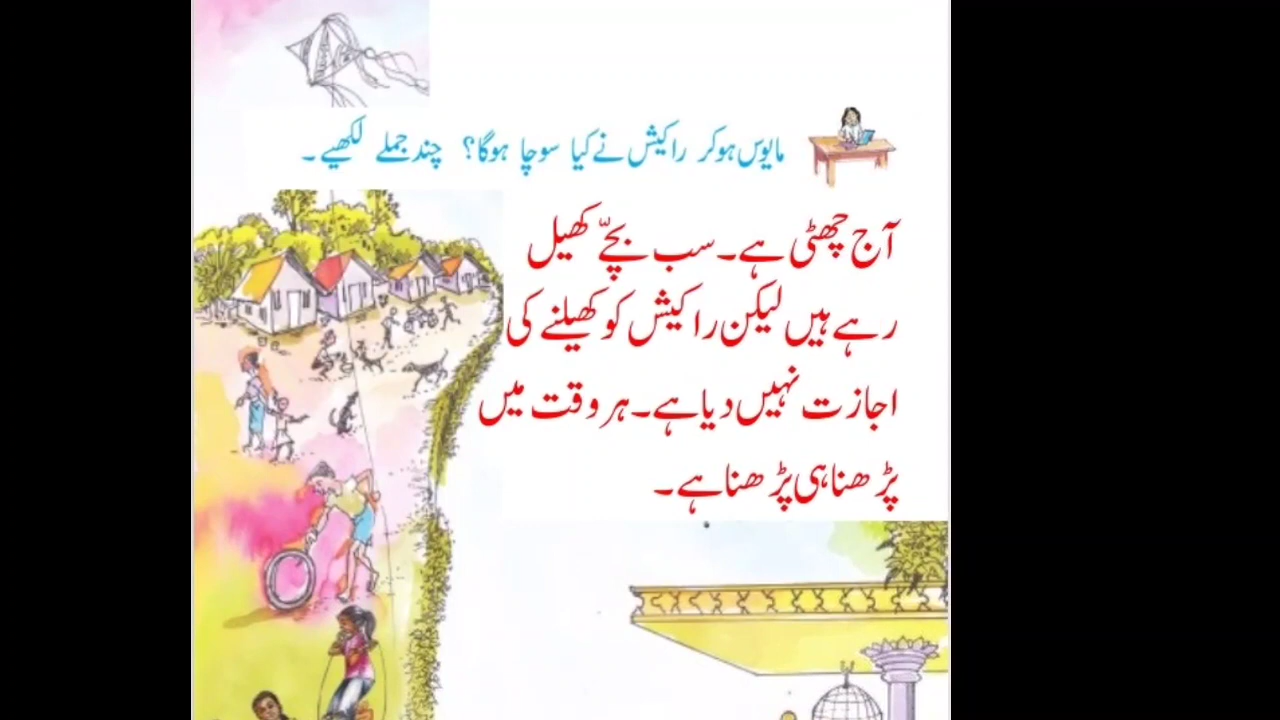 مایوس ہوکر راکیش نے کیا سوچا ہوگا؟ چند جملے لکھیے۔
آج چھٹی ہے۔ سب بچّے کھیل
رہے ہیں لیکن راکیش کو کھیلنے کی
اجازت نہیں دیا ہے۔ ہر وقت میں
پڑھنا ہی پڑھنا ہے۔